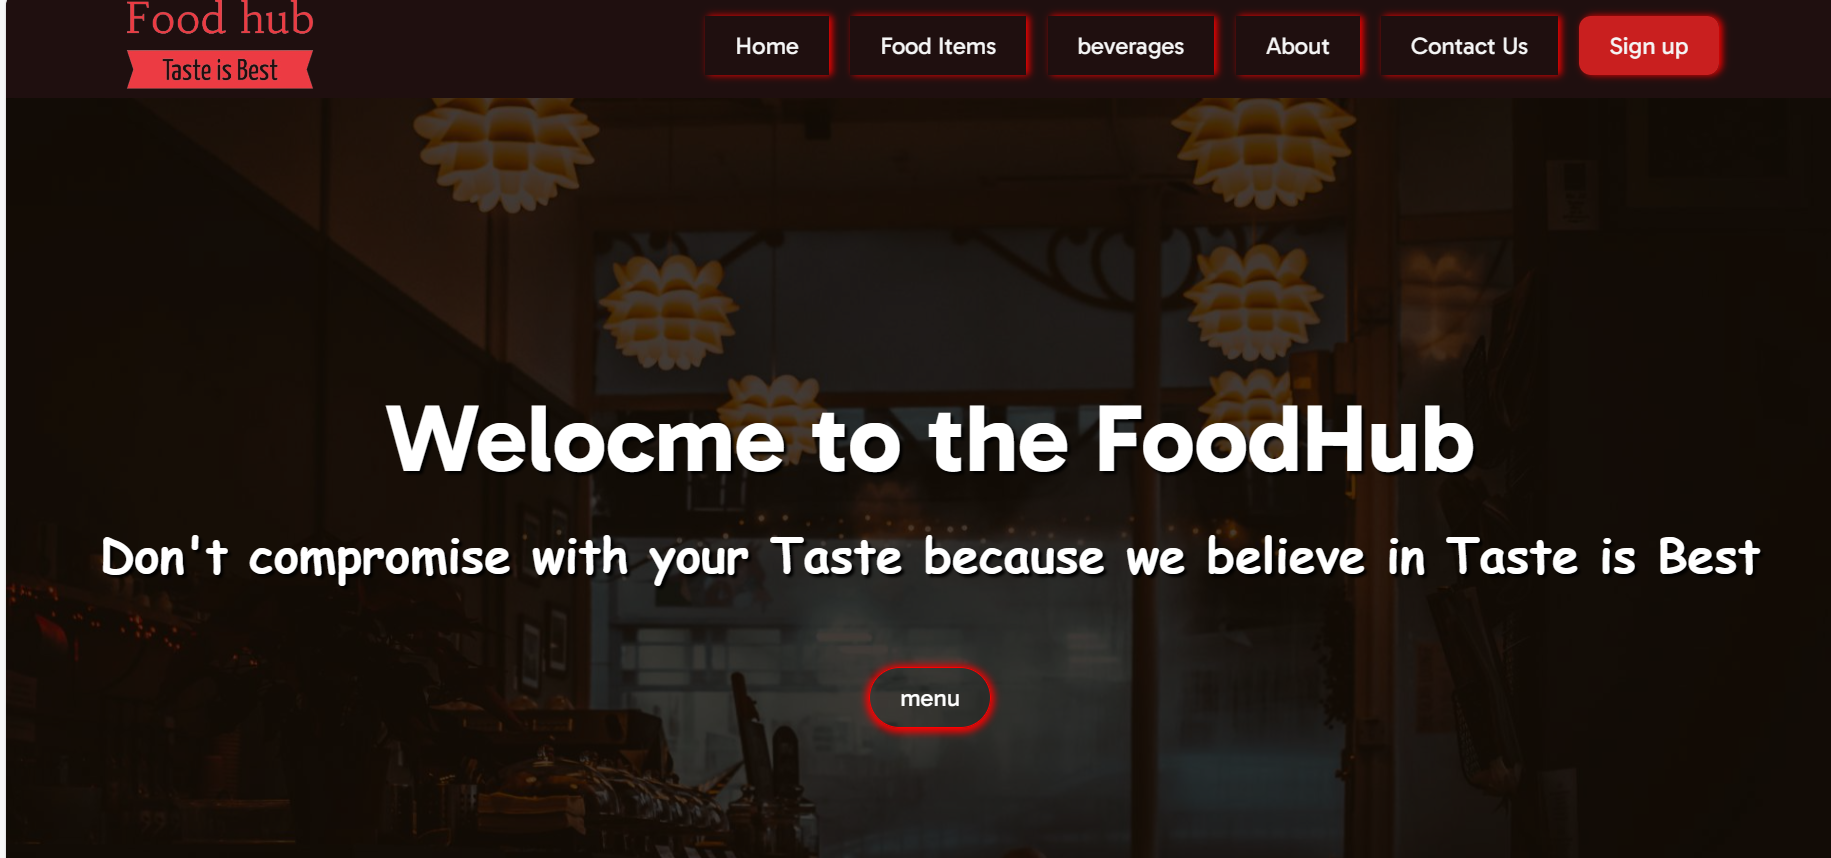 Food hub
Taste is Best
Home Food Items beverages About Contact Us Sign up
Welocme to the FoodHub
Don't compromise with your Taste because we believe in Taste is Best
menu